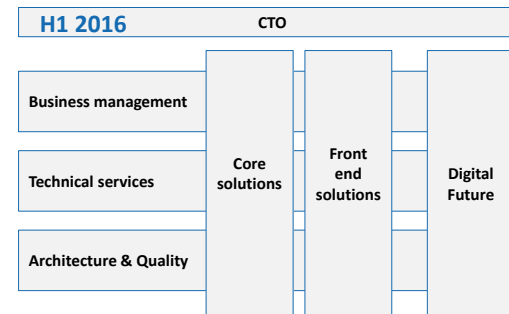 H1 2016
CTO
Business management
Technical services
Architecture & Quality
Core
solutions
Front
end
solutions
Digital
Future